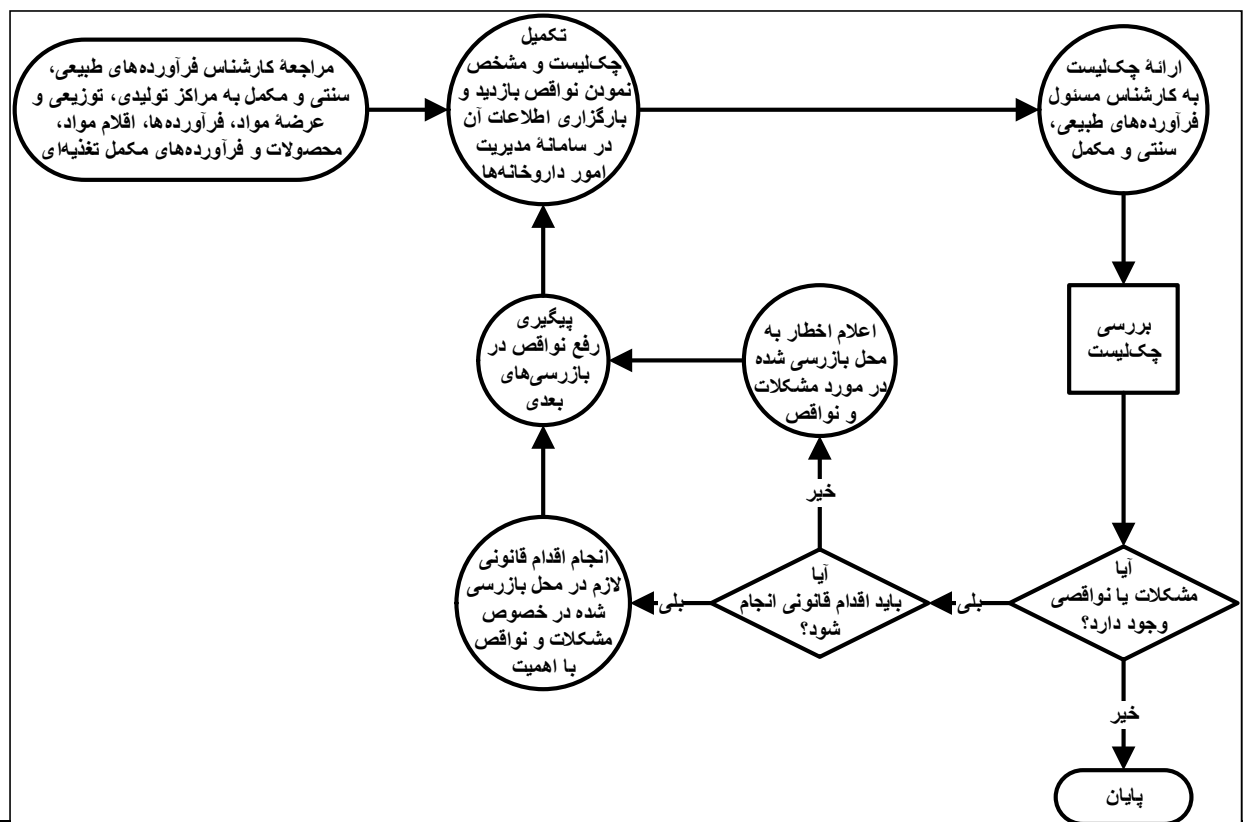 مراجعهٔ کارشناس فرآورده‌های طبیعی،
سنتی و مکمل به مراکز تولیدی، توزیعی و
عرضهٔ مواد، فرآورده‌ها، اقلام مواد،
محصولات و فرآورده‌های مکمل تغذیه‌ای
تکمیل
چک‌لیست و مشخص
نمودن نواقص بازدید و
بارگزاری اطلاعات آن
در سامانهٔ مدیریت
امور داروخانه‌ها
ارائهٔ چک‌لیست
به کارشناس مسئول
فرآورده‌های طبیعی،
سنتی و مکمل
بررسی
چک‌لیست
آیا
مشکلات یا نواقصی
وجود دارد؟
بلی
خیر
پایان
آیا
باید اقدام قانونی انجام
شود؟
خیر
بلی
اعلام اخطار به
محل بازرسی شده
در مورد مشکلات
و نواقص
انجام اقدام قانونی
لازم در محل بازرسی
شده در خصوص
مشکلات و نواقص
با اهمیت
پیگیری
رفع نواقص در
بازرسی‌های
بعدی